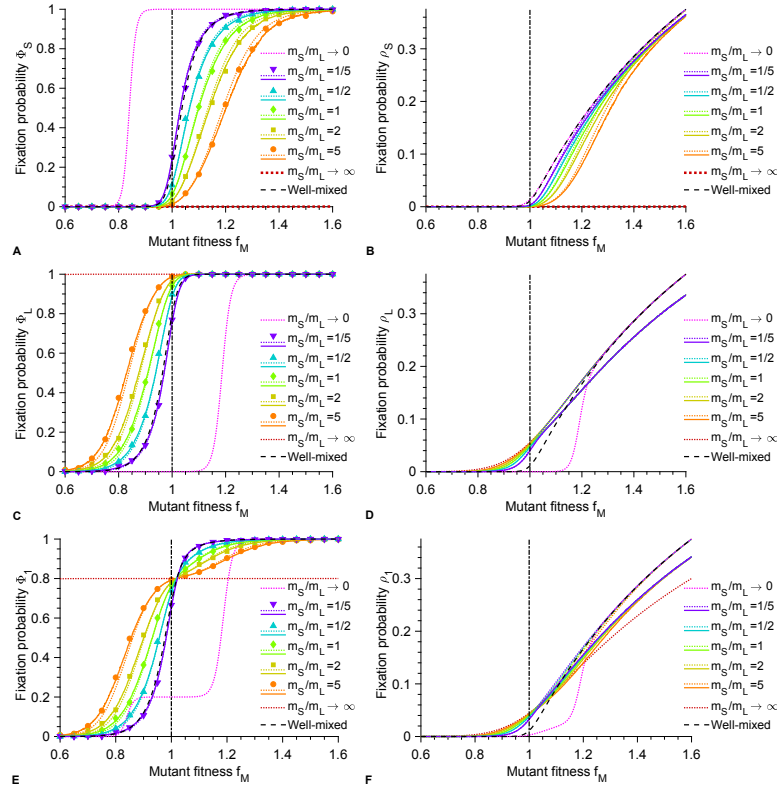 1
0.8
0.6
0.4
0.2
0
Fixation probability Φ_S
0.6 0.8 1 1.2 1.4 1.6
Mutant fitness f_M
A
m_S/m_L → 0
m_S/m_L =1/5
m_S/m_L =1/2
m_S/m_L =1
m_S/m_L =2
m_S/m_L =5
m_S/m_L → ∞
Well-mixed
0.3
0.2
0.1
0
Fixation probability ρ_S
0.6 0.8 1 1.2 1.4 1.6
Mutant fitness f_M
B
m_S/m_L → 0
m_S/m_L =1/5
m_S/m_L =1/2
m_S/m_L =1
m_S/m_L =2
m_S/m_L =5
m_S/m_L → ∞
Well-mixed
1
0.8
0.6
0.4
0.2
0
Fixation probability Φ_L
0.6 0.8 1 1.2 1.4 1.6
Mutant fitness f_M
C
m_S/m_L → 0
m_S/m_L =1/5
m_S/m_L =1/2
m_S/m_L =1
m_S/m_L =2
m_S/m_L =5
m_S/m_L → ∞
Well-mixed
0.3
0.2
0.1
0
Fixation probability ρ_L
0.6 0.8 1 1.2 1.4 1.6
Mutant fitness f_M
D
m_S/m_L → 0
m_S/m_L =1/5
m_S/m_L =1/2
m_S/m_L =1
m_S/m_L =2
m_S/m_L =5
m_S/m_L → ∞
Well-mixed
1
0.8
0.6
0.4
0.2
0
Fixation probability Φ_1
0.6 0.8 1 1.2 1.4 1.6
Mutant fitness f_M
E
m_S/m_L → 0
m_S/m_L =1/5
m_S/m_L =1/2
m_S/m_L =1
m_S/m_L =2
m_S/m_L =5
m_S/m_L → ∞
Well-mixed
0.3
0.2
0.1
0
Fixation probability ρ_1
0.6 0.8 1 1.2 1.4 1.6
Mutant fitness f_M
F
m_S/m_L → 0
m_S/m_L =1/5
m_S/m_L =1/2
m_S/m_L =1
m_S/m_L =2
m_S/m_L =5
m_S/m_L → ∞
Well-mixed